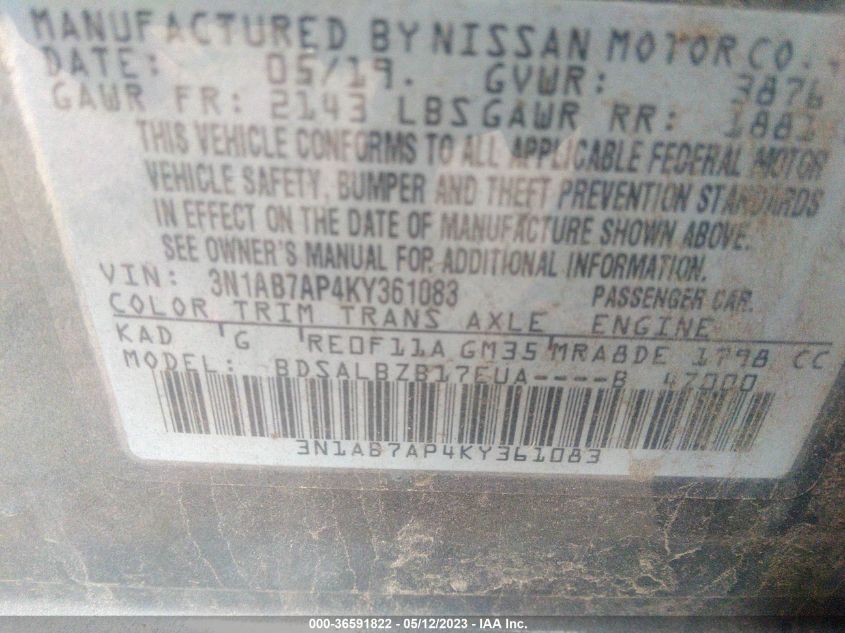 MANUFACTURED BY NISSAN MOTOR CO.
DATE: 05/19. GVWR: 3876
GAWR FR: 2143 LBS GAWR RR: 1881
THIS VEHICLE CONFORMS TO ALL APPLICABLE FEDERAL MOTOR
VEHICLE SAFETY, BUMPER AND THEFT PREVENTION STANDARDS
IN EFFECT ON THE DATE OF MANUFACTURE SHOWN ABOVE.
SEE OWNER'S MANUAL FOR ADDITIONAL INFORMATION.
VIN: 3N1AB7AP4KY361083 PASSENGER CAR.
COLOR TRIM TRANS AXLE ENGINE
KAD G RE0F11A GM35 MRA8DE 1798 CC
MODEL: BDSALBZB17EUA----B 47000
3N1AB7AP4KY361083
000-36591822 - 05/12/2023 - IAA Inc.